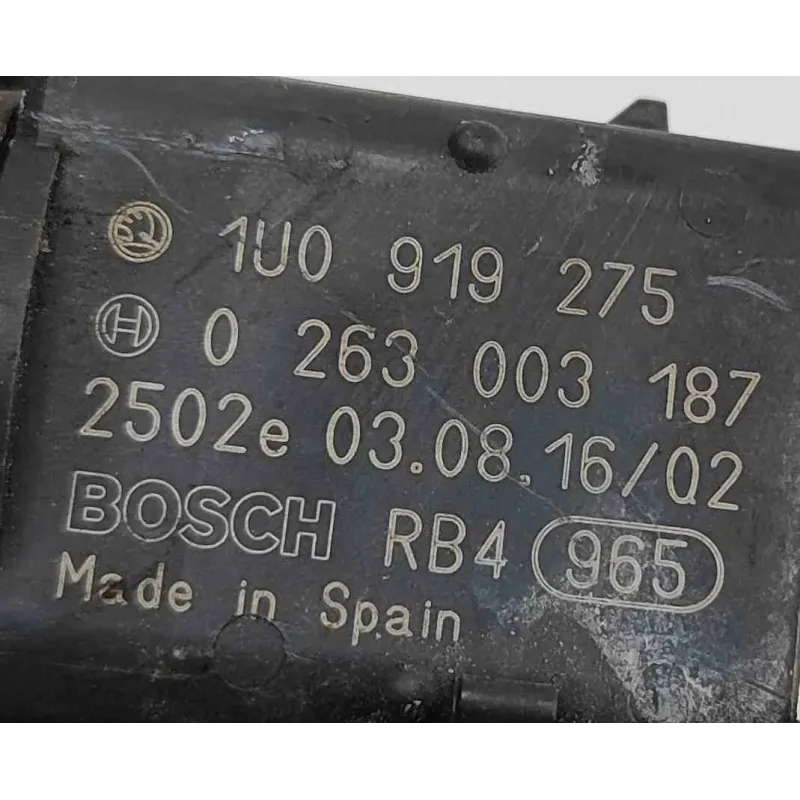 1U0 919 275
H 0 263 003 187
2502e 03.08.16/02
BOSCH RB4 965
Made in Spain